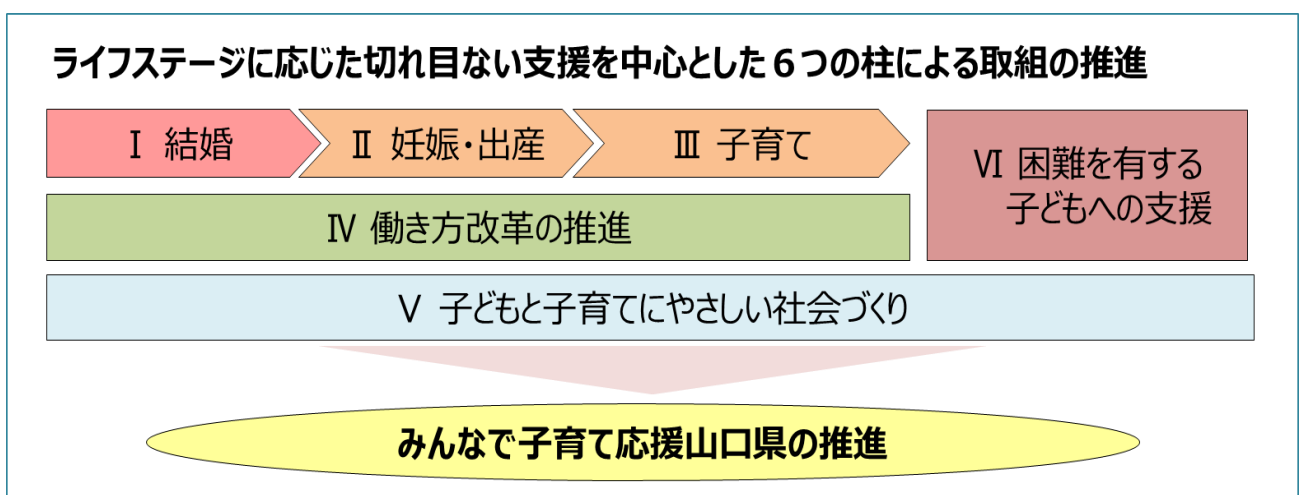 ライフステージに応じた切れ目ない支援を中心とした６つの柱による取組の推進
Ⅰ 結婚
Ⅱ 妊娠・出産
Ⅲ 子育て
Ⅵ 困難を有する
子どもへの支援
Ⅳ 働き方改革の推進
Ⅴ 子どもと子育てにやさしい社会づくり
みんなで子育て応援山口県の推進